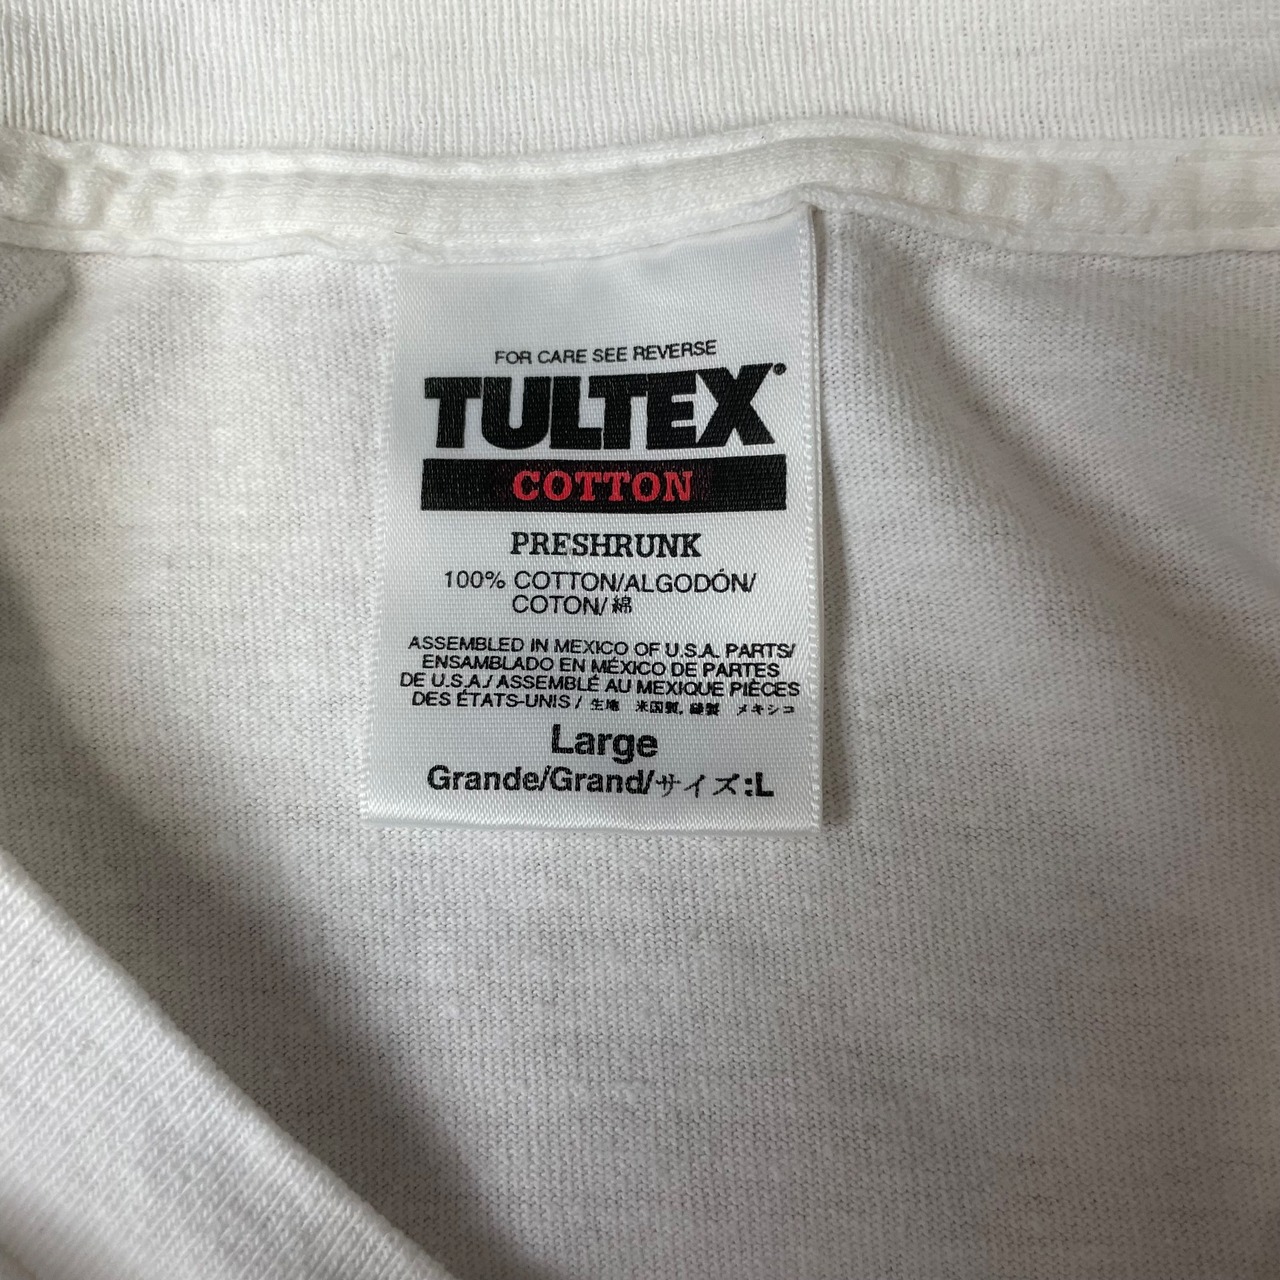 FOR CARE SEE REVERSE
TULTEX®
COTTON
PRESHRUNK
100% COTTON/ALGODÓN/
COTON/綿
ASSEMBLED IN MEXICO OF U.S.A. PARTS/
ENSAMBLADO EN MÉXICO DE PARTES
DE U.S.A./ASSEMBLÉ AU MEXIQUE PIÈCES
DES ÉTATS-UNIS / 生地 米国製, 縫製 メキシコ
Large
Grande/Grand/サイズ:L